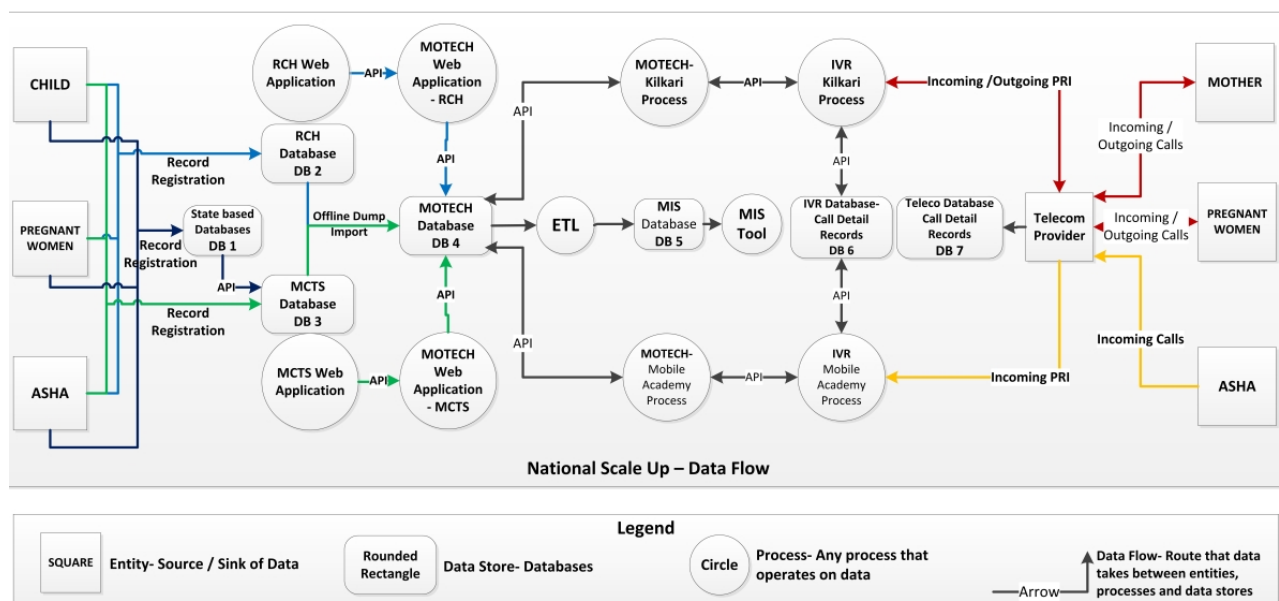 CHILD
PREGNANT
WOMEN
ASHA
Record
Registration
Record
Registration
Record
Registration
State based
Databases
DB 1
API
RCH Web
Application
API
MOTECH
Web
Application
- RCH
RCH
Database
DB 2
API
Offline Dump
Import
MOTECH
Database
DB 4
MCTS
Database
DB 3
API
MCTS Web
Application
API
MOTECH
Web
Application
- MCTS
API
API
ETL
MIS
Database
DB 5
MIS
Tool
MOTECH-
Kilkari
Process
API
IVR
Kilkari
Process
API
IVR Database-
Call Detail
Records
DB 6
API
MOTECH-
Mobile
Academy
Process
API
IVR
Mobile
Academy
Process
Teleco Database
Call Detail
Records
DB 7
Incoming /Outgoing PRI
Telecom
Provider
Incoming PRI
Incoming /
Outgoing Calls
MOTHER
Incoming /
Outgoing Calls
PREGNANT
WOMEN
Incoming Calls
ASHA
National Scale Up – Data Flow
Legend
SQUARE
Entity- Source / Sink of Data
Rounded
Rectangle
Data Store- Databases
Circle
Process- Any process that
operates on data
Arrow
Data Flow- Route that data
takes between entities,
processes and data stores